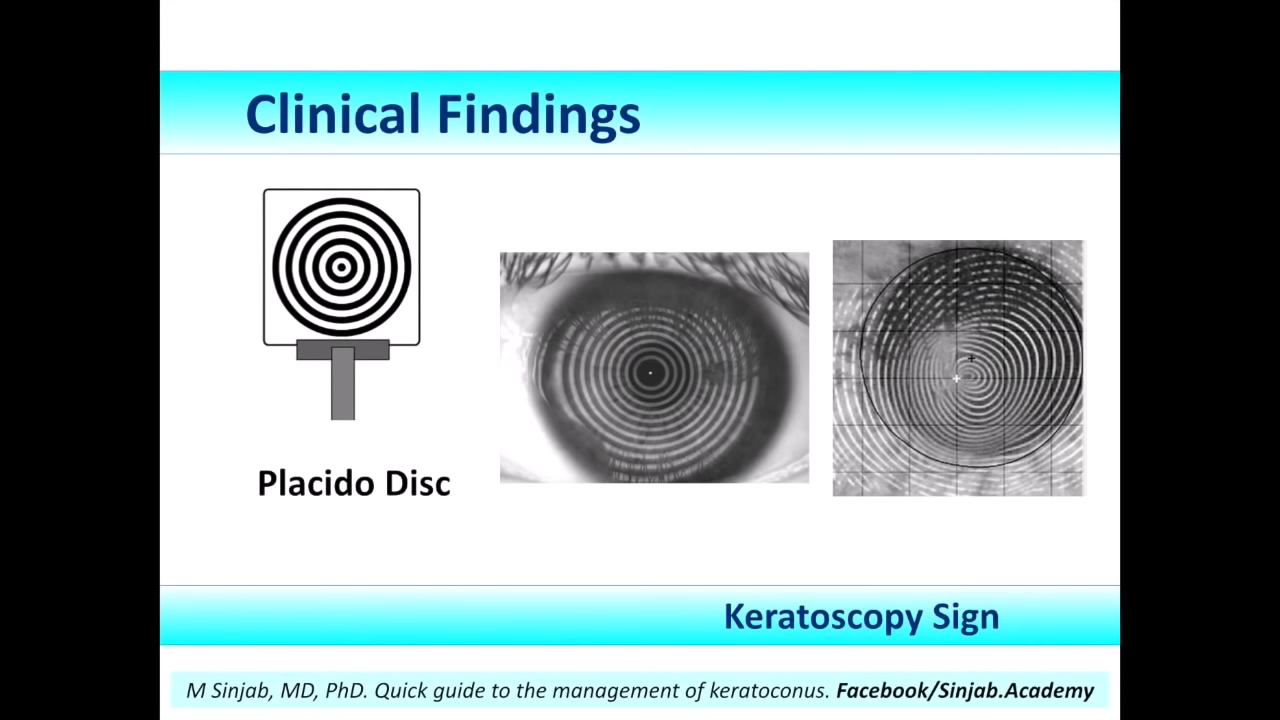 Clinical Findings
Placido Disc
Keratoscopy Sign
M Sinjab, MD, PhD. Quick guide to the management of keratoconus. Facebook/Sinjab.Academy